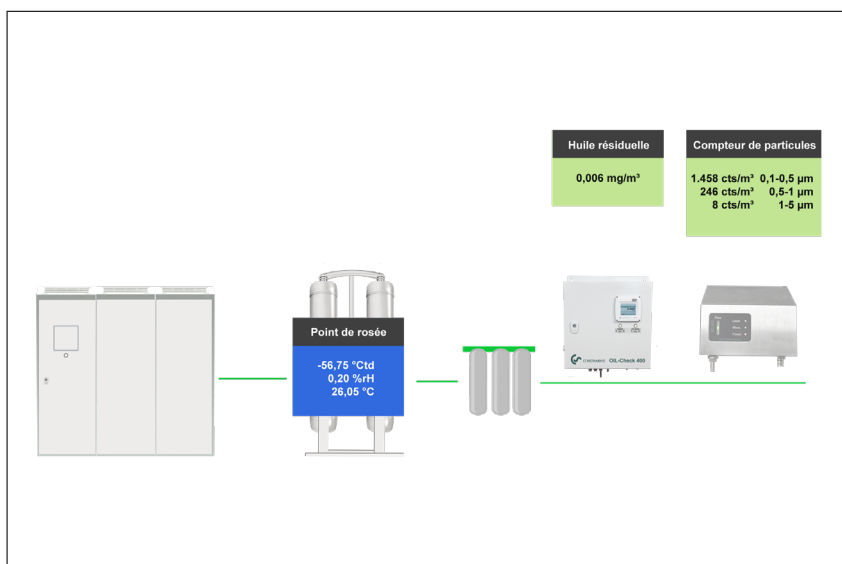 Huile résiduelle
0,006 mg/m³
Compteur de particules
1.458 cts/m³ 0,1-0,5 µm
246 cts/m³ 0,5-1 µm
8 cts/m³ 1-5 µm
Point de rosée
-56,75 °Ctd
0,20 %rH
26,05 °C
CS INSTRUMENTS OIL-Check 400